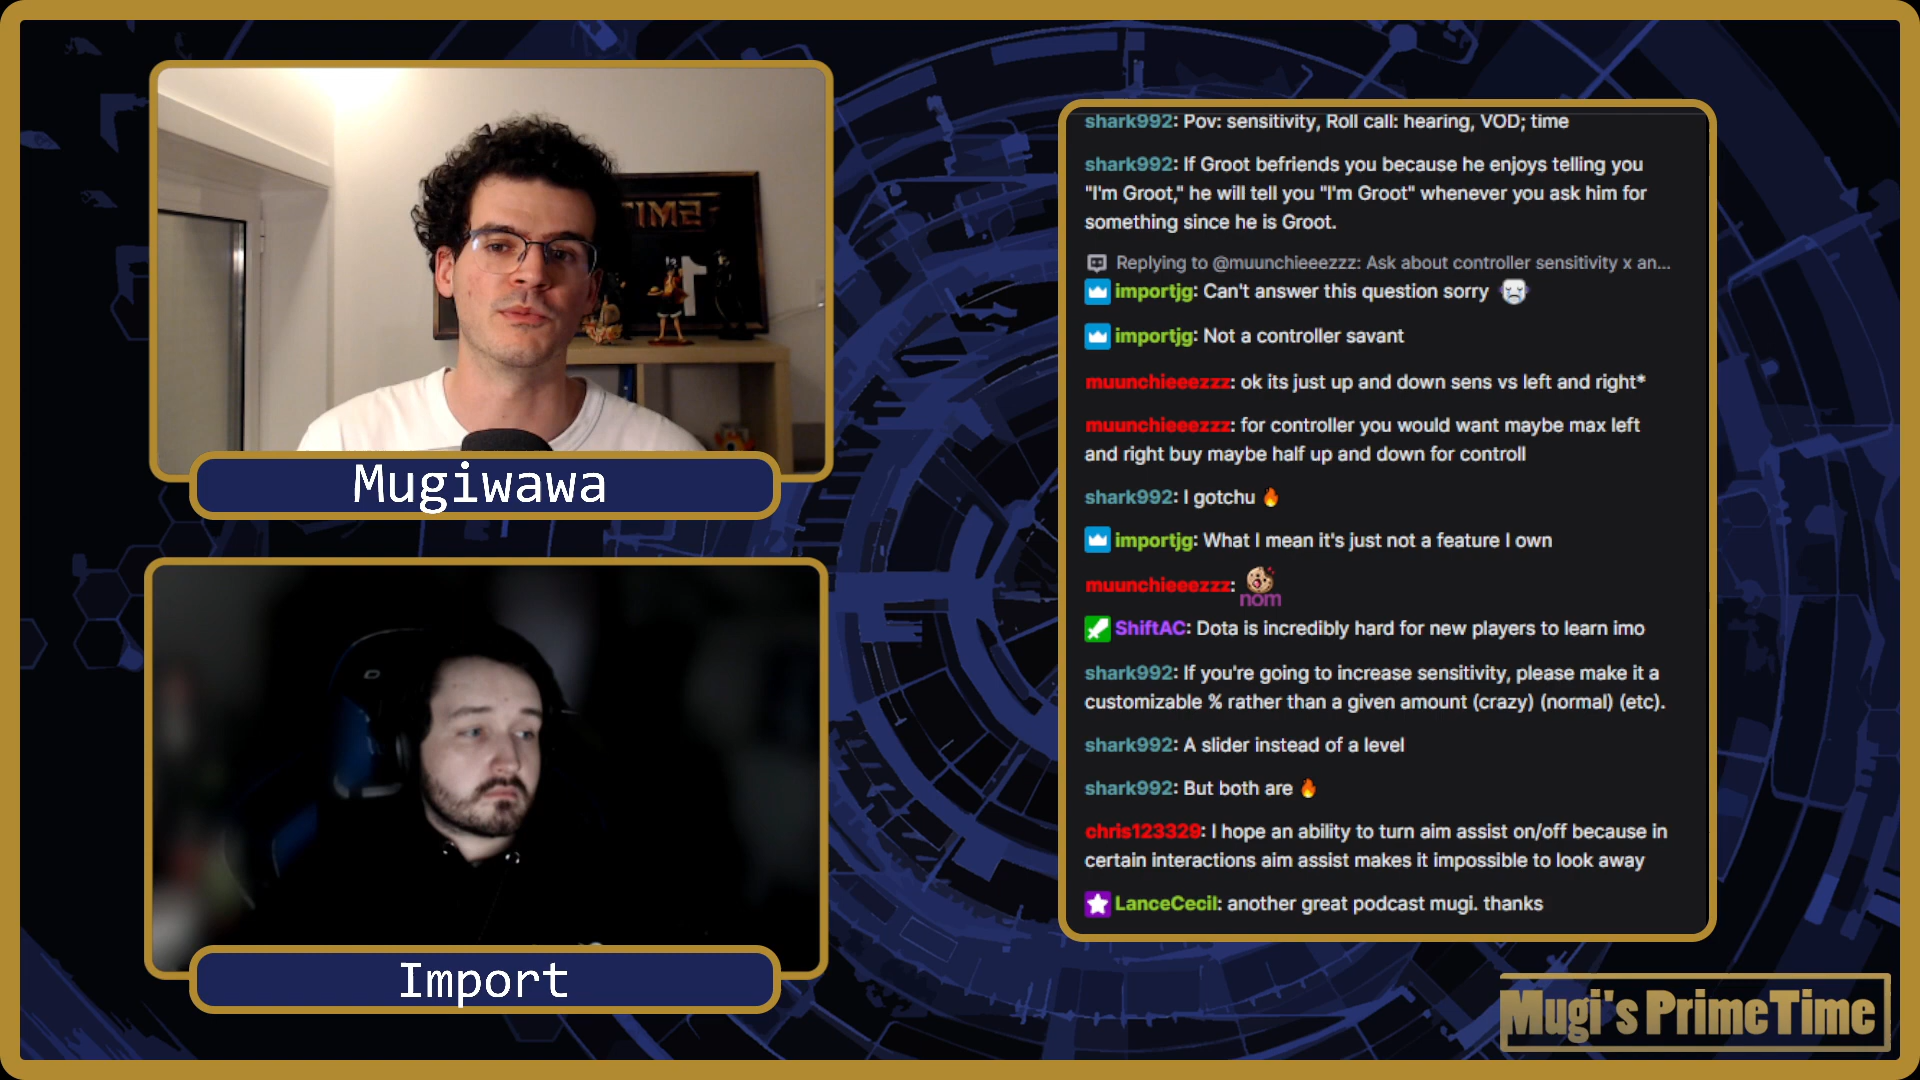 TIME
1
Mugiwawa
Import
shark992: Pov: sensitivity, Roll call: hearing, VOD; time
shark992: If Groot befriends you because he enjoys telling you
"I'm Groot," he will tell you "I'm Groot" whenever you ask him for
something since he is Groot.
Replying to @muunchieeezzz: Ask about controller sensitivity x an...
importjg: Can't answer this question sorry
importjg: Not a controller savant
muunchieeezzz: ok its just up and down sens vs left and right*
muunchieeezzz: for controller you would want maybe max left
and right buy maybe half up and down for controll
shark992: I gotchu 🔥
importjg: What I mean it's just not a feature I own
muunchieeezzz:
nom
ShiftAC: Dota is incredibly hard for new players to learn imo
shark992: If you're going to increase sensitivity, please make it a
customizable % rather than a given amount (crazy) (normal) (etc).
shark992: A slider instead of a level
shark992: But both are 🔥
chris123329: I hope an ability to turn aim assist on/off because in
certain interactions aim assist makes it impossible to look away
LanceCecil: another great podcast mugi. thanks
Mugi's PrimeTime